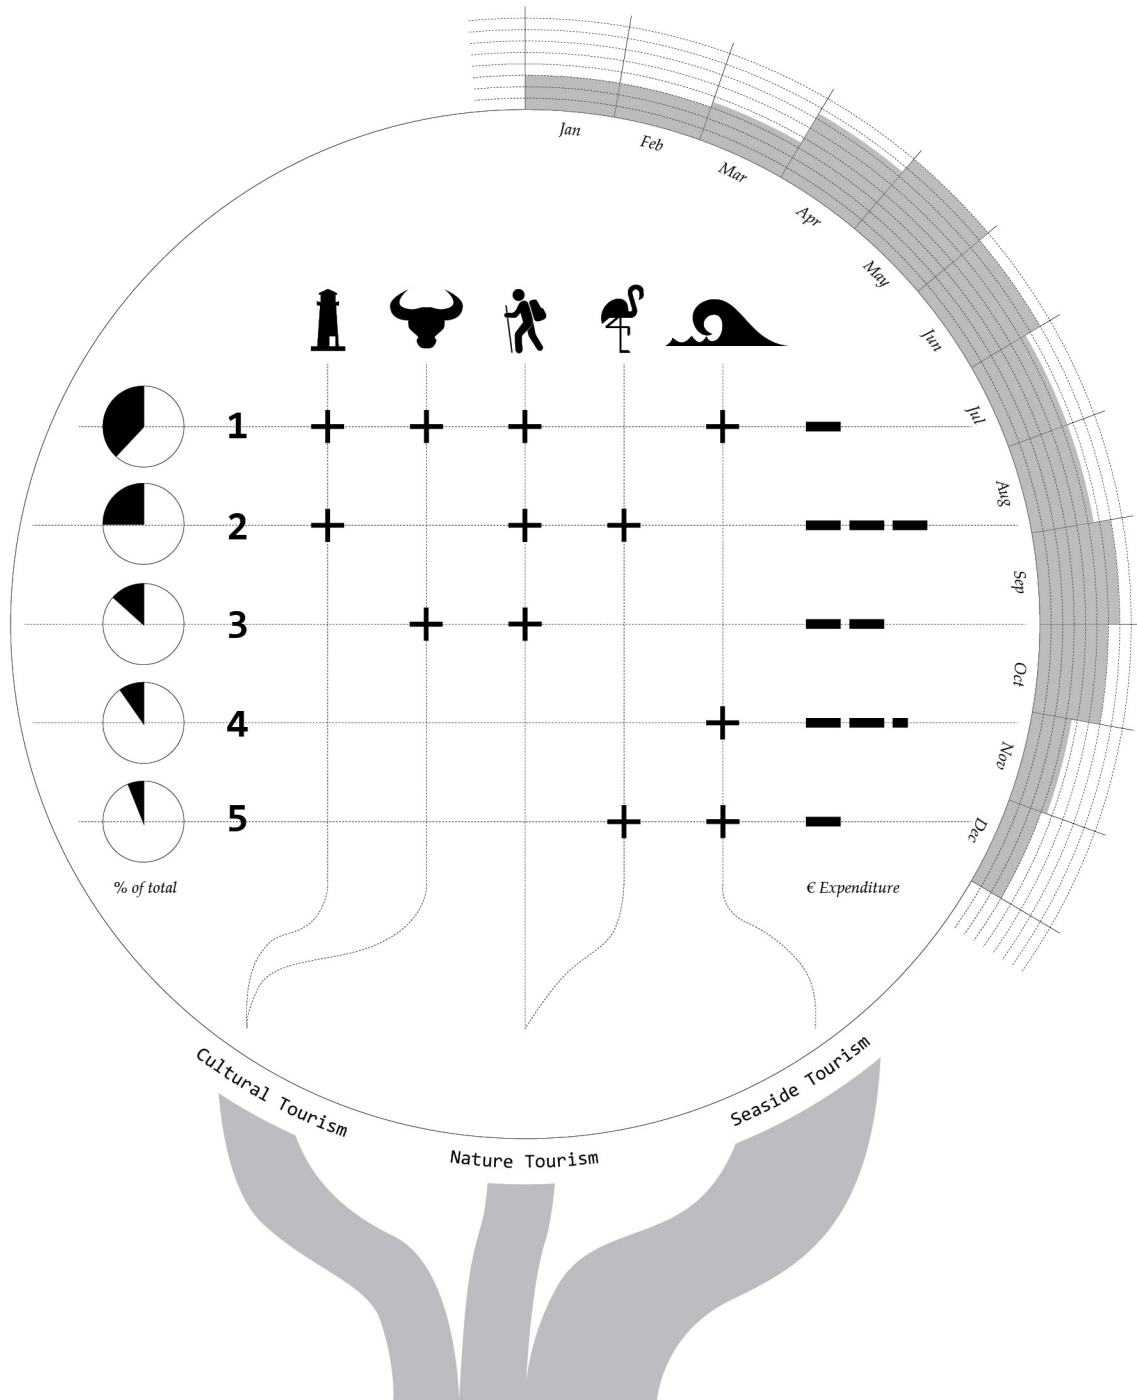 Jan
Feb
Mar
Apr
May
Jun
Jul
Aug
Sep
Oct
Nov
Dec
1
2
3
4
5
% of total
€ Expenditure
Cultural Tourism
Nature Tourism
Seaside Tourism